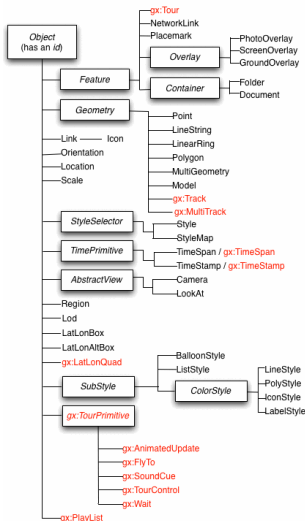 Object
(has an id)
gx:Tour
NetworkLink
Placemark
Feature
Overlay
PhotoOverlay
ScreenOverlay
GroundOverlay
Container
Folder
Document
Geometry
Point
LineString
LinearRing
Polygon
MultiGeometry
Model
gx:Track
gx:MultiTrack
Link
Icon
Orientation
Location
Scale
StyleSelector
Style
StyleMap
TimePrimitive
TimeSpan / gx:TimeSpan
TimeStamp / gx:TimeStamp
AbstractView
Camera
LookAt
Region
Lod
LatLonBox
LatLonAltBox
gx:LatLonQuad
SubStyle
BalloonStyle
ListStyle
ColorStyle
LineStyle
PolyStyle
IconStyle
LabelStyle
gx:TourPrimitive
gx:AnimatedUpdate
gx:FlyTo
gx:SoundCue
gx:TourControl
gx:Wait
gx:PlayList